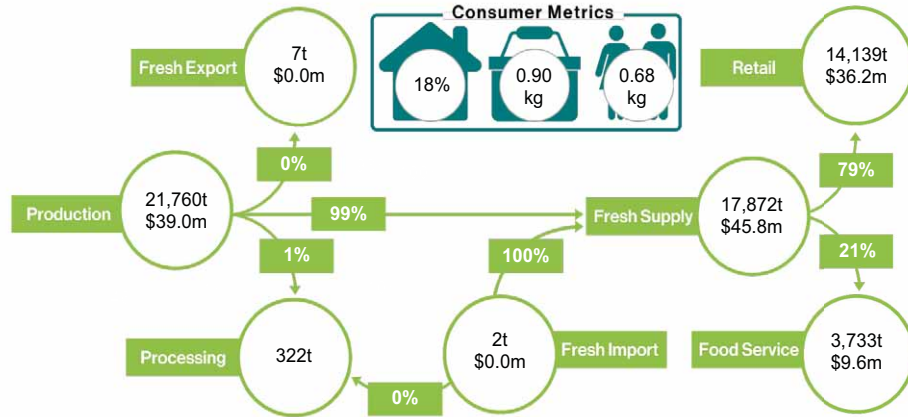 Consumer Metrics
18%
0.90
kg
0.68
kg
Fresh Export
7t
$0.0m
Retail
14,139t
$36.2m
0%
79%
Production
21,760t
$39.0m
99%
Fresh Supply
17,872t
$45.8m
1%
100%
21%
Processing
322t
2t
$0.0m
Fresh Import
Food Service
3,733t
$9.6m
0%